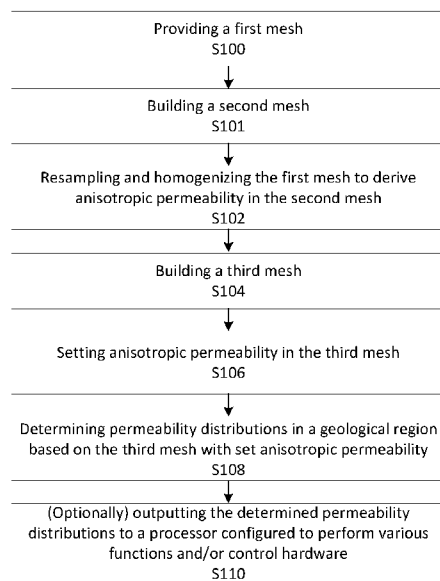 Providing a first mesh
S100
Building a second mesh
S101
Resampling and homogenizing the first mesh to derive
anisotropic permeability in the second mesh
S102
Building a third mesh
S104
Setting anisotropic permeability in the third mesh
S106
Determining permeability distributions in a geological region
based on the third mesh with set anisotropic permeability
S108
(Optionally) outputting the determined permeability
distributions to a processor configured to perform various
functions and/or control hardware
S110